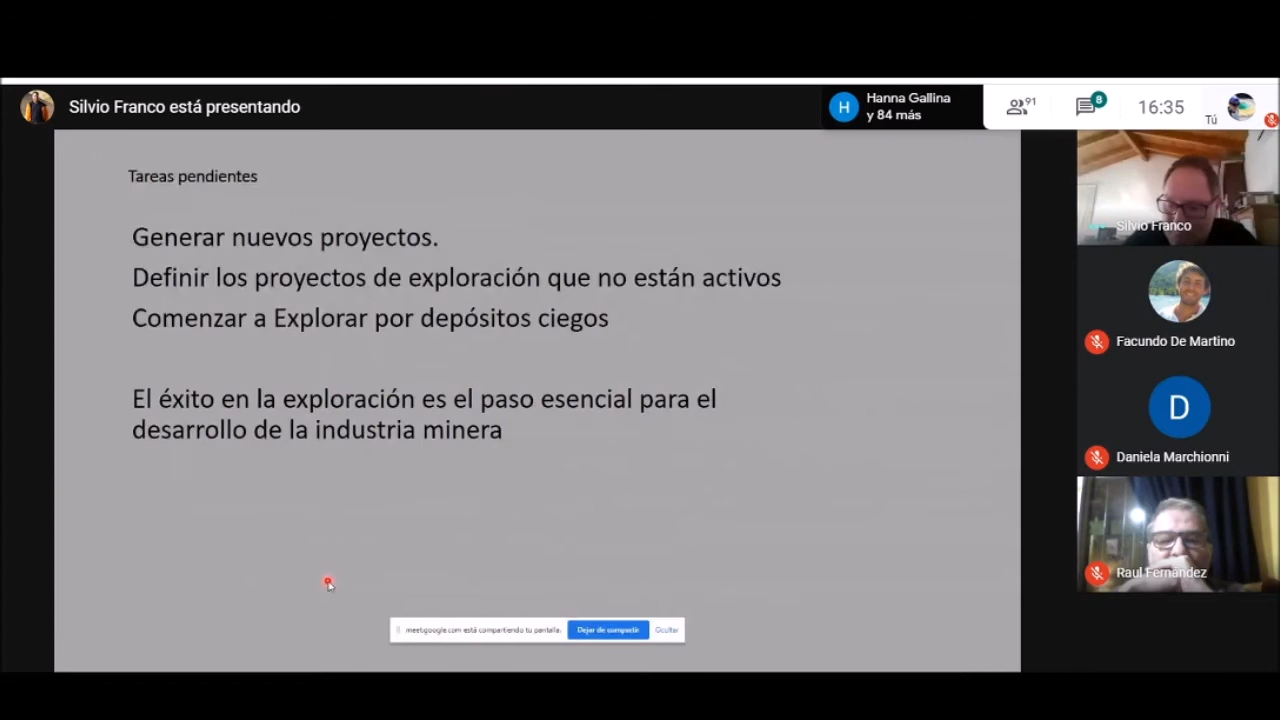 Silvio Franco está presentando
Hanna Gallina
y 84 más
91
8
16:35
Tú
Tareas pendientes
Generar nuevos proyectos.
Definir los proyectos de exploración que no están activos
Comenzar a Explorar por depósitos ciegos
El éxito en la exploración es el paso esencial para el
desarrollo de la industria minera
meet.google.com está compartiendo tu pantalla.
Dejar de compartir
Ocultar
Silvio Franco
Facundo De Martino
D
Daniela Marchionni
Raul Fernandez
H